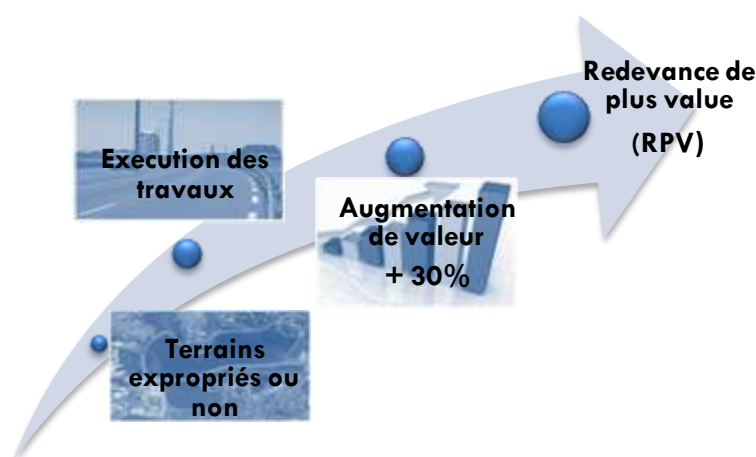 Redevance de
plus value
(RPV)
Execution des
travaux
Augmentation
de valeur
+ 30%
Terrains
expropriés ou
non